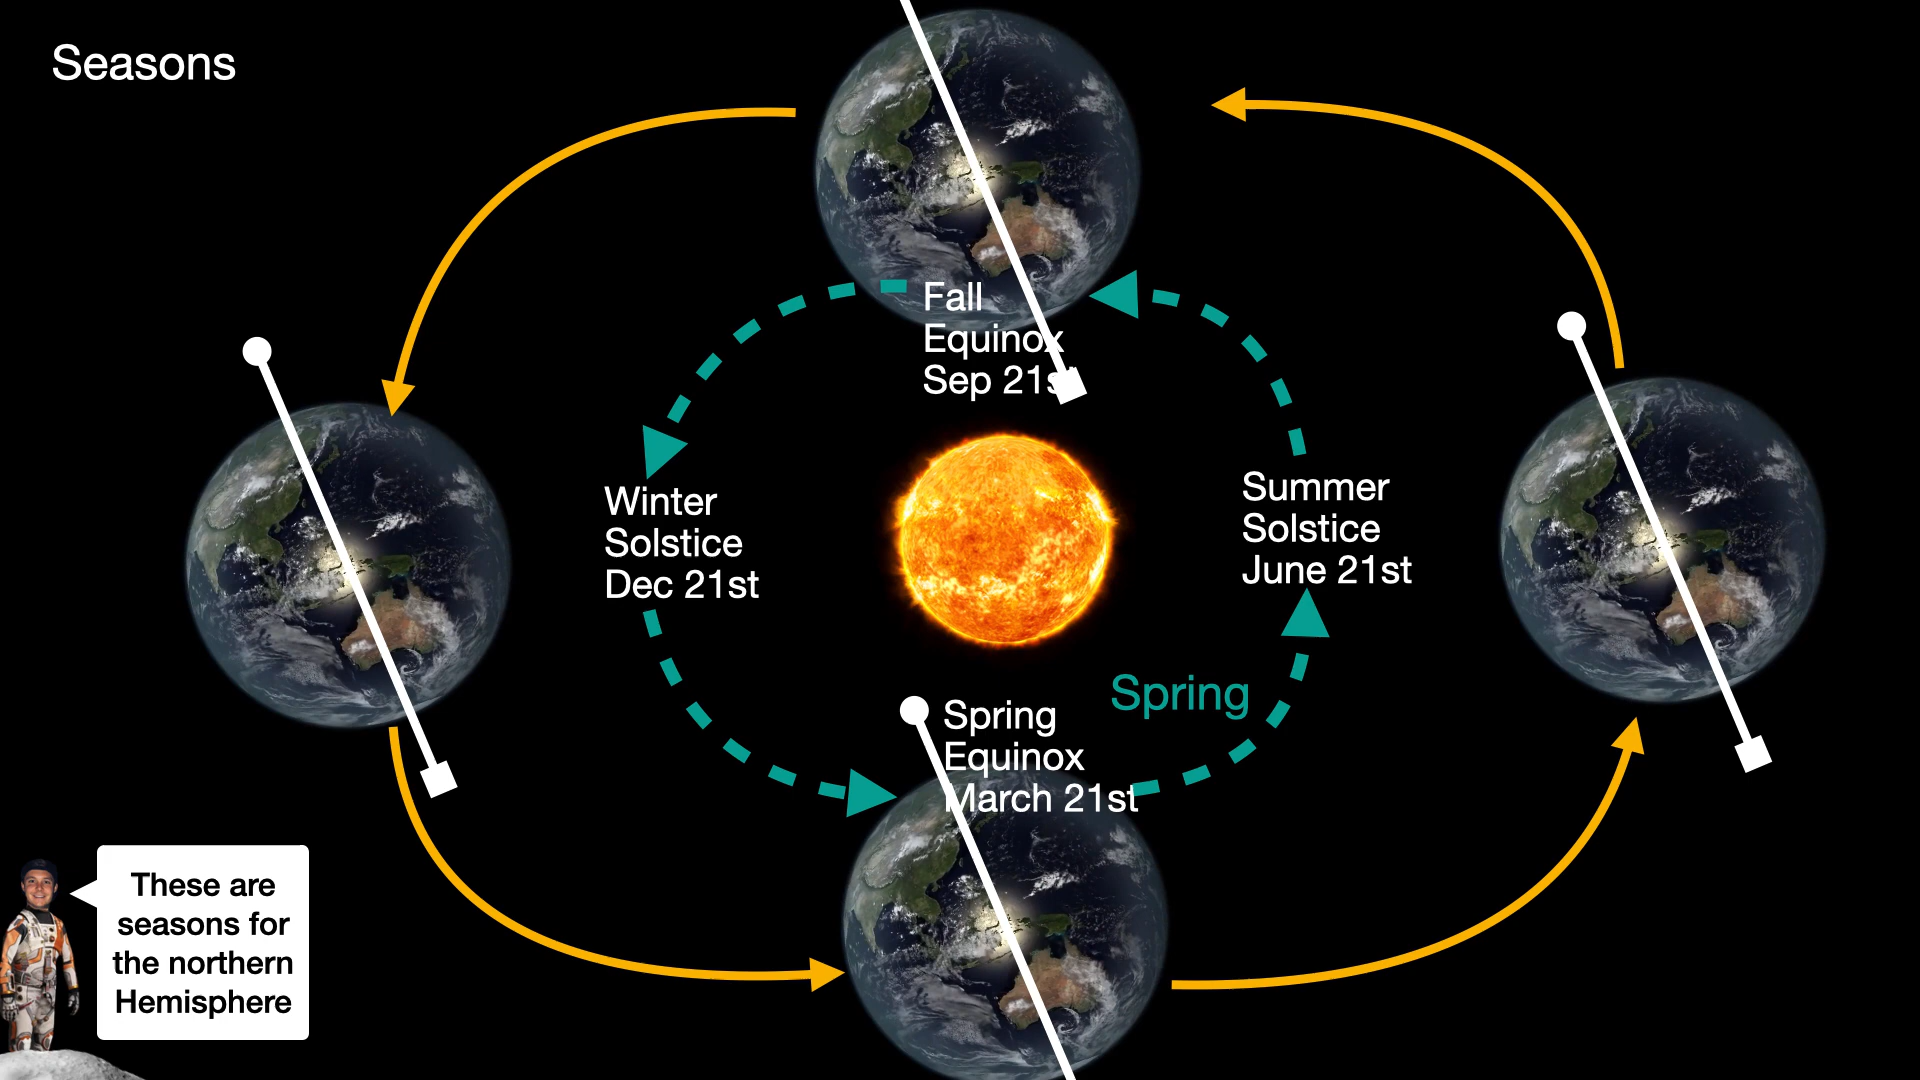 Seasons
Fall
Equinox
Sep 21st
Winter
Solstice
Dec 21st
Summer
Solstice
June 21st
Spring
Spring
Equinox
March 21st
These are
seasons for
the northern
Hemisphere